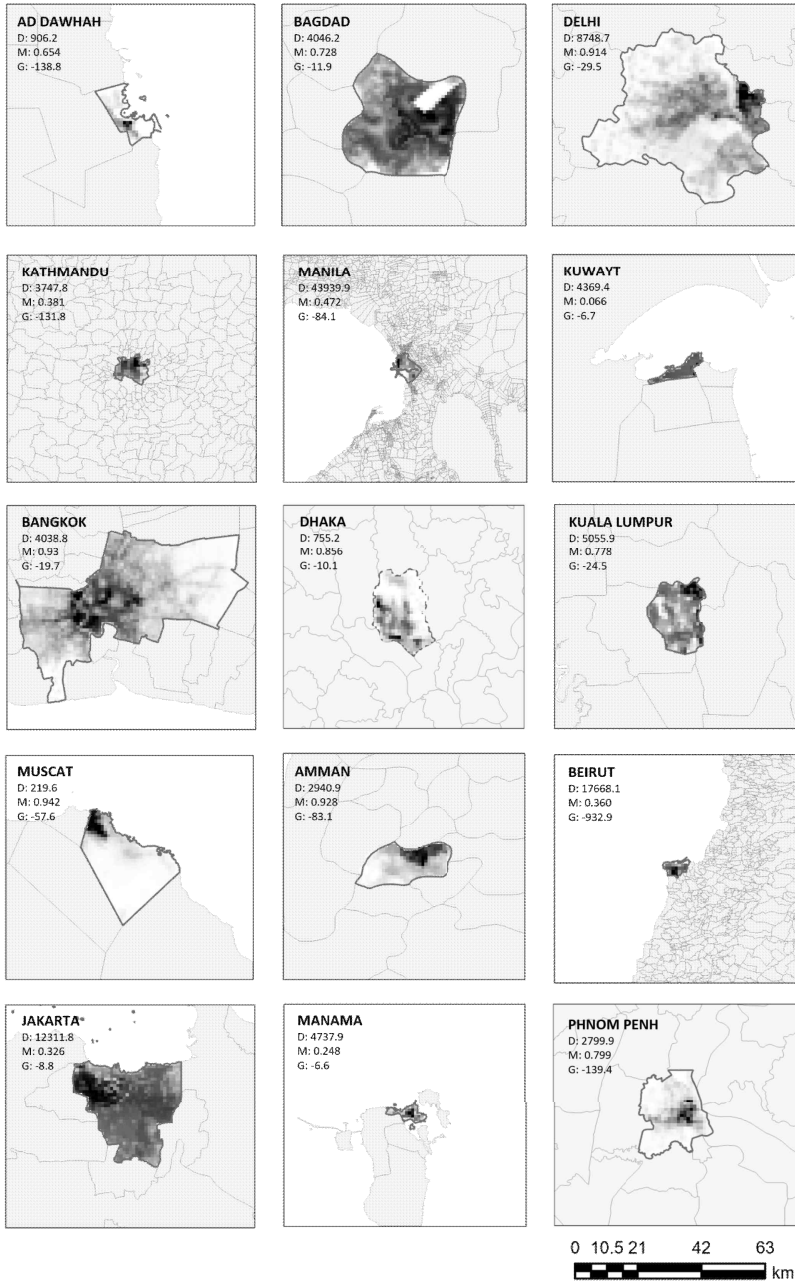 AD DAWHAH
D: 906.2
M: 0.654
G: -138.8
BAGDAD
D: 4046.2
M: 0.728
G: -11.9
DELHI
D: 8748.7
M: 0.914
G: -29.5
KATHMANDU
D: 3747.8
M: 0.381
G: -131.8
MANILA
D: 43939.9
M: 0.472
G: -84.1
KUWAYT
D: 4369.4
M: 0.066
G: -6.7
BANGKOK
D: 4038.8
M: 0.93
G: -19.7
DHAKA
D: 755.2
M: 0.856
G: -10.1
KUALA LUMPUR
D: 5055.9
M: 0.778
G: -24.5
MUSCAT
D: 219.6
M: 0.942
G: -57.6
AMMAN
D: 2940.9
M: 0.928
G: -83.1
BEIRUT
D: 17668.1
M: 0.360
G: -932.9
JAKARTA
D: 12311.8
M: 0.326
G: -8.8
MANAMA
D: 4737.9
M: 0.248
G: -6.6
PHNOM PENH
D: 2799.9
M: 0.799
G: -139.4
0 10.5 21 42 63
km